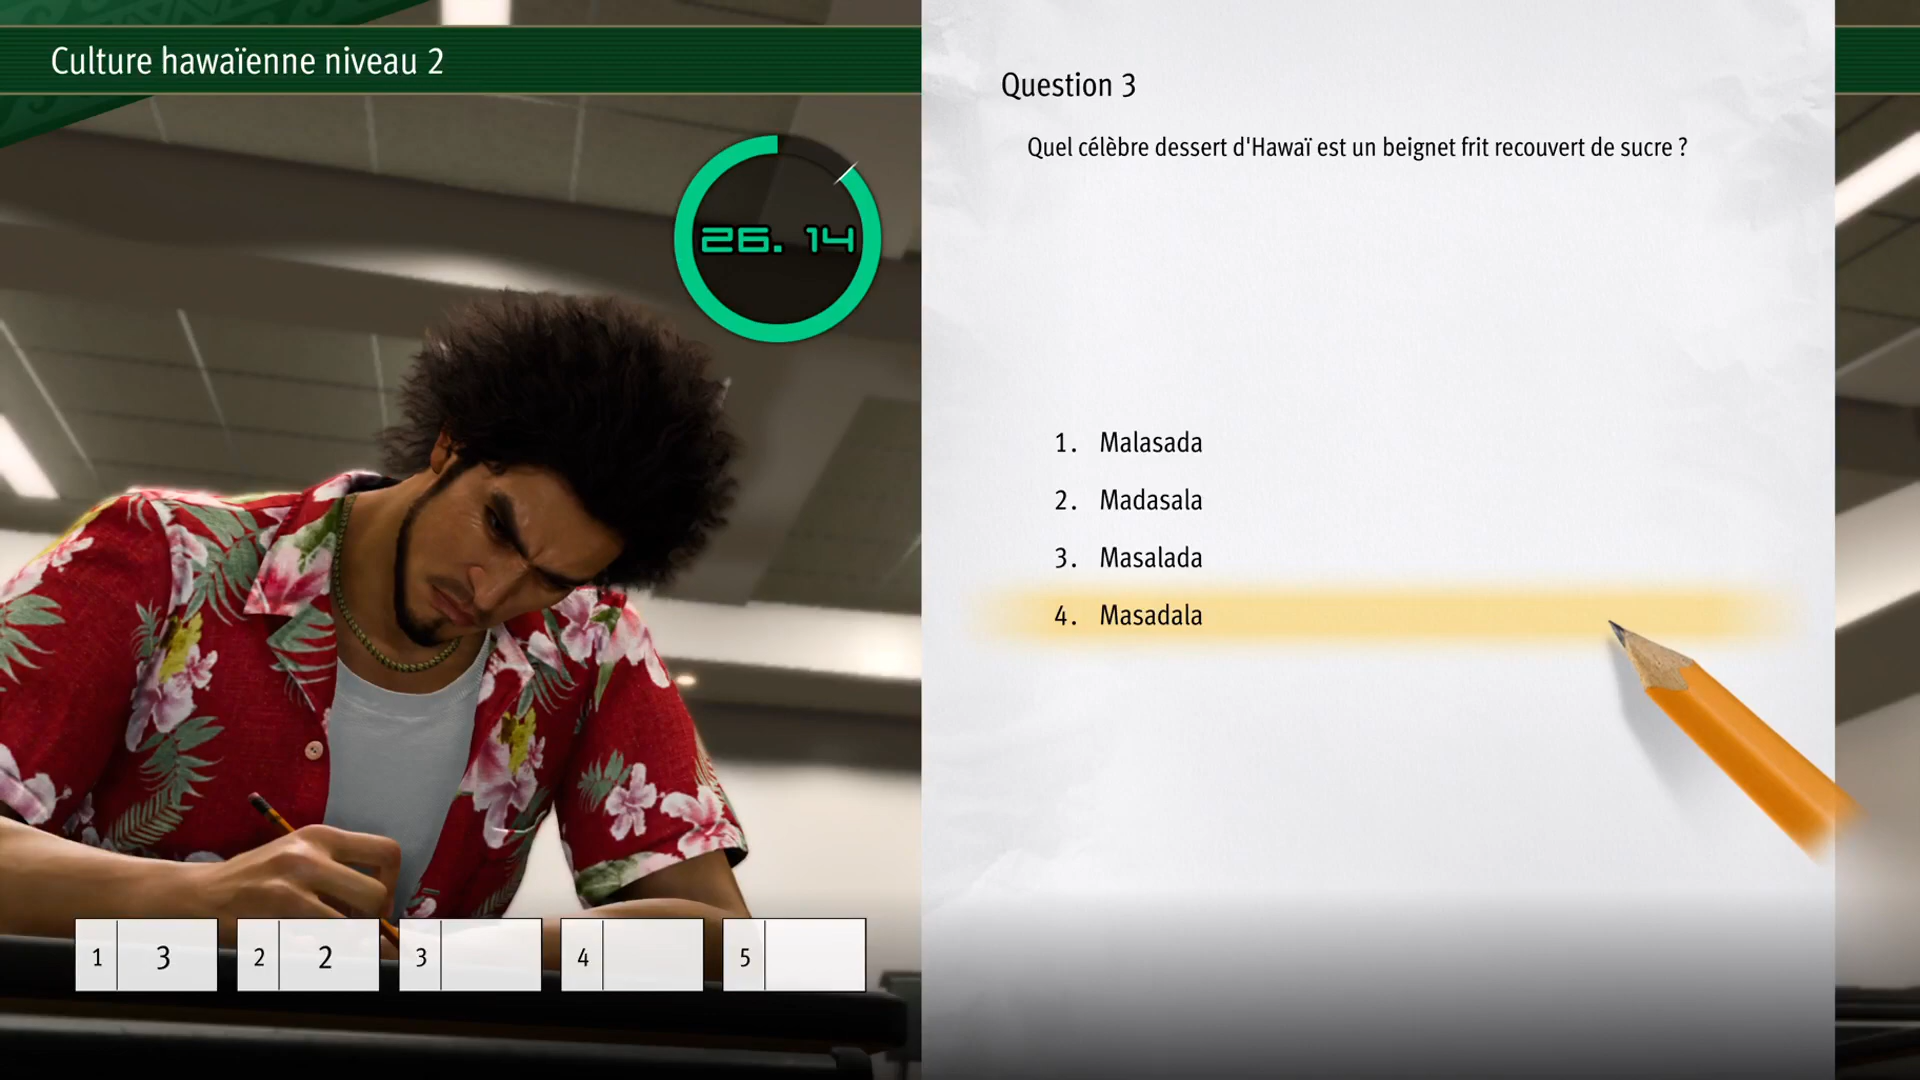 Culture hawaïenne niveau 2
26. 14
Question 3
Quel célèbre dessert d'Hawaï est un beignet frit recouvert de sucre ?
1. Malasada
2. Madasala
3. Masalada
4. Masadala
1 3
2 2
3
4
5